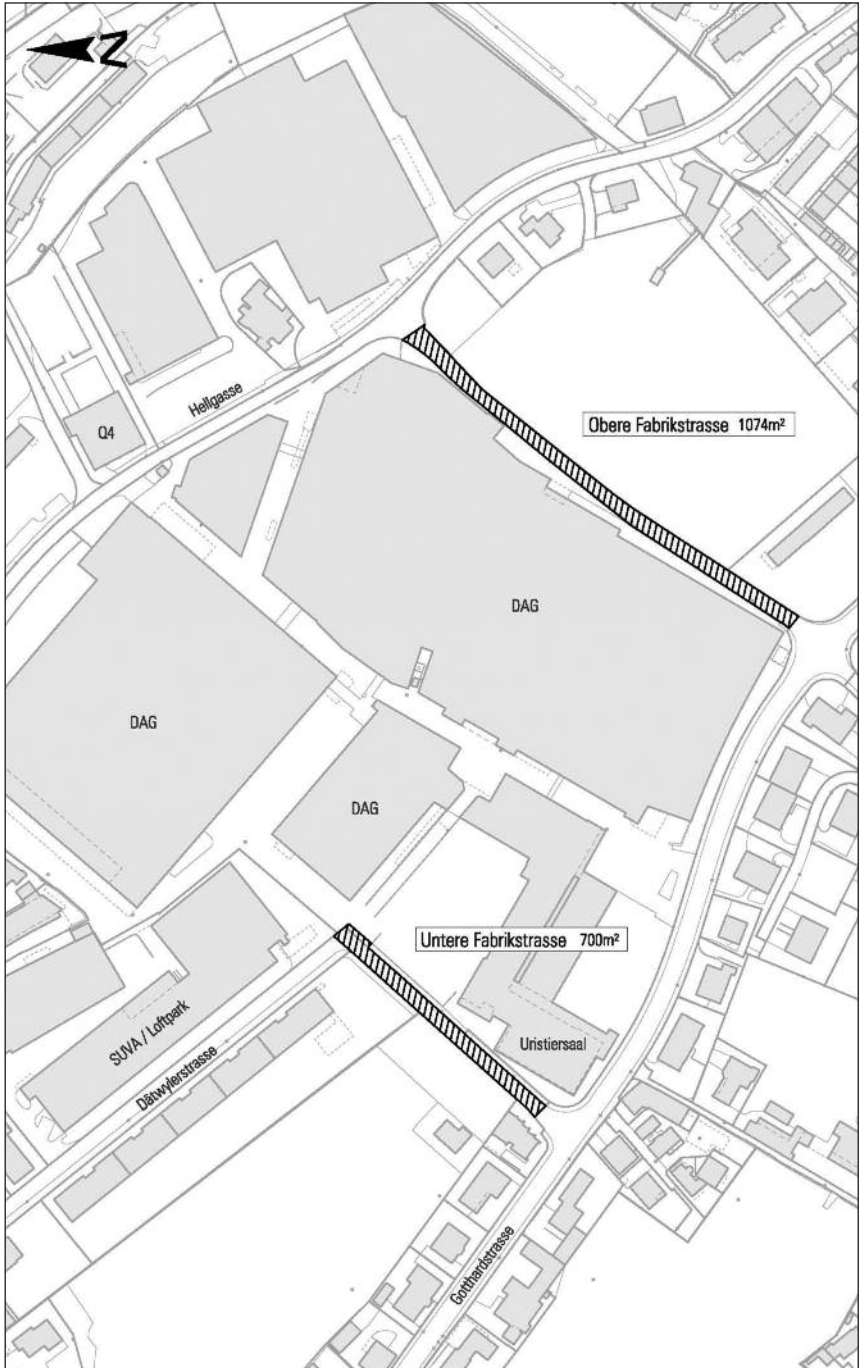 N
Hellgasse
Q4
Obere Fabrikstrasse 1074m²
DAG
DAG
DAG
Untere Fabrikstrasse 700m²
SUVA / Loftpark
Dätwylerstrasse
Uristiersaal
Gotthardstrasse